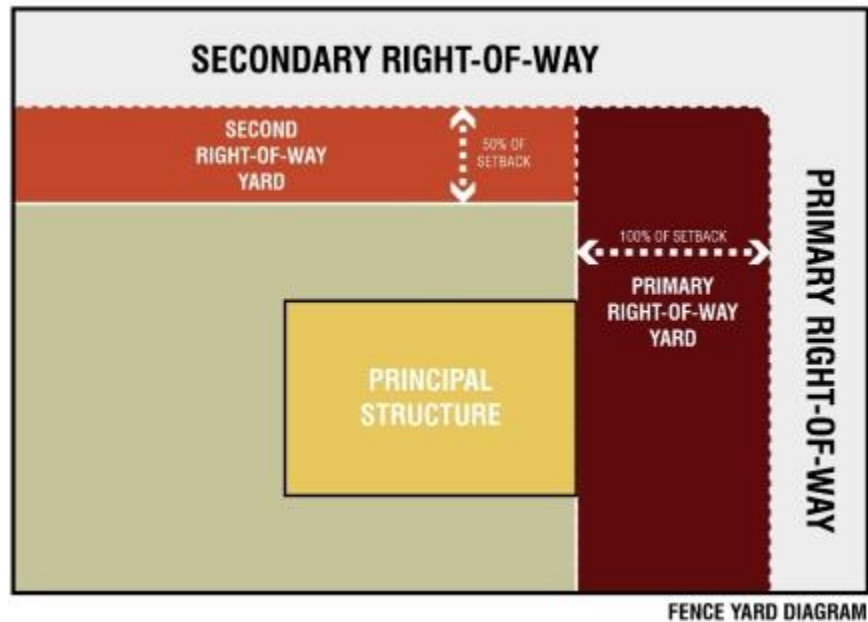 SECONDARY RIGHT-OF-WAY
SECOND
RIGHT-OF-WAY
YARD
50% OF
SETBACK
100% OF SETBACK
PRIMARY
RIGHT-OF-WAY
YARD
PRIMARY RIGHT-OF-WAY
PRINCIPAL
STRUCTURE
FENCE YARD DIAGRAM